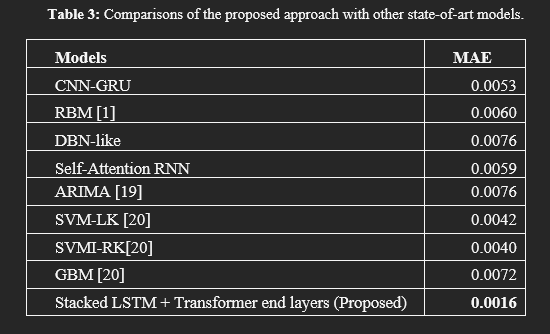 Table 3: Comparisons of the proposed approach with other state-of-art models.
Models MAE
CNN-GRU 0.0053
RBM [1] 0.0060
DBN-like 0.0076
Self-Attention RNN 0.0059
ARIMA [19] 0.0076
SVM-LK [20] 0.0042
SVMI-RK[20] 0.0040
GBM [20] 0.0072
Stacked LSTM + Transformer end layers (Proposed) 0.0016